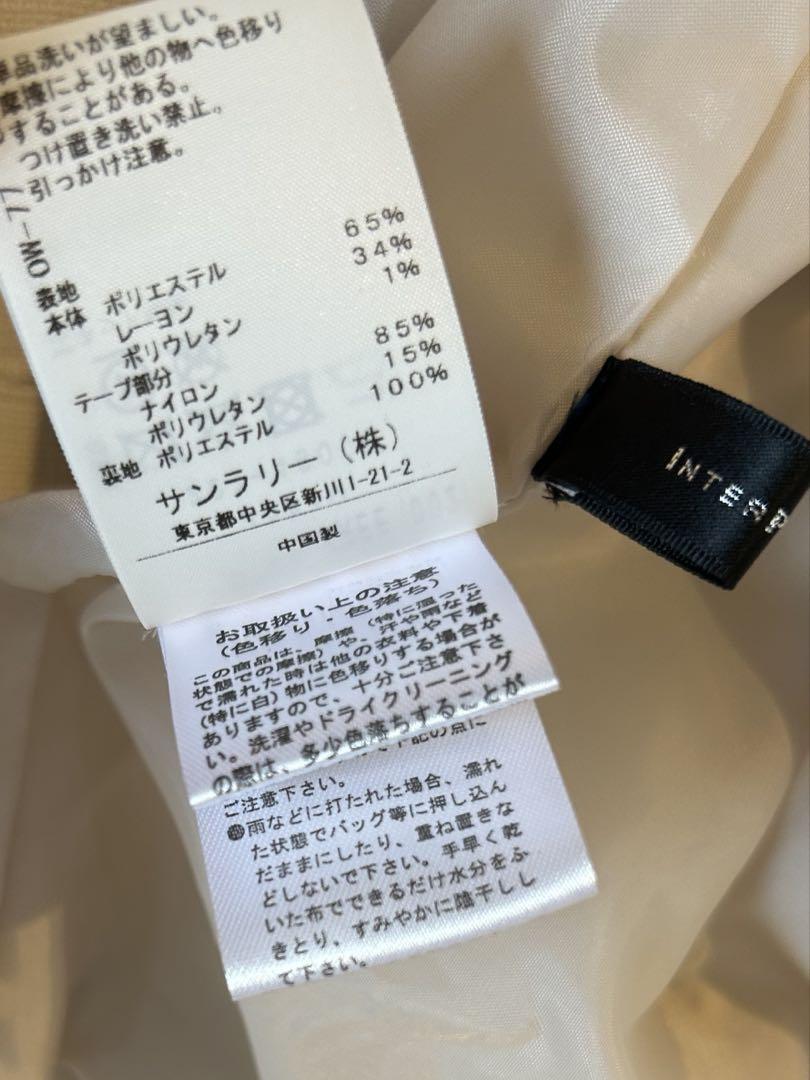 品洗いが望ましい。
摩擦により他の物へ色移り
することがある。
つけ置き洗い禁止。
引っかけ注意。
MO-77
表地
本体 ポリエステル 65%
レーヨン 34%
ポリウレタン 1%
テープ部分
ナイロン 85%
ポリウレタン 15%
裏地 ポリエステル 100%
サンラリー(株)
東京都中央区新川1-21-2
中国製
お取扱い上の注意
(色移り・色落ち)
この商品は、摩擦(特に湿った
状態での摩擦)や、汗や雨など
で濡れた時は他の衣料や下着
(特に白)物に色移りする場合が
ありますので、十分ご注意下さ
い。洗濯やドライクリーニング
の際は、多少色落ちすることが
下記の点に
ご注意下さい。
●雨などに打たれた場合、濡れ
た状態でバッグ等に押し込ん
だままにしたり、重ね置きな
どしないで下さい。手早く乾
いた布でできるだけ水分をふ
きとり、すみやかに陰干しし
て下さい。
INTER